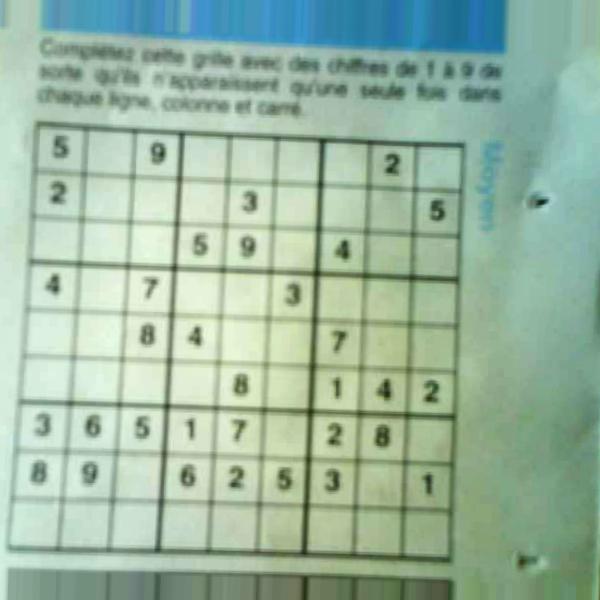 Complétez cette grille avec des chiffres de 1 à 9 de
sorte qu'ils n'apparaissent qu'une seule fois dans
chaque ligne, colonne et carré.
Moyen
5 9 2
2 3 5
5 9 4
4 7 3
8 4 7
8 1 4 2
3 6 5 1 7 2 8
8 9 6 2 5 3 1